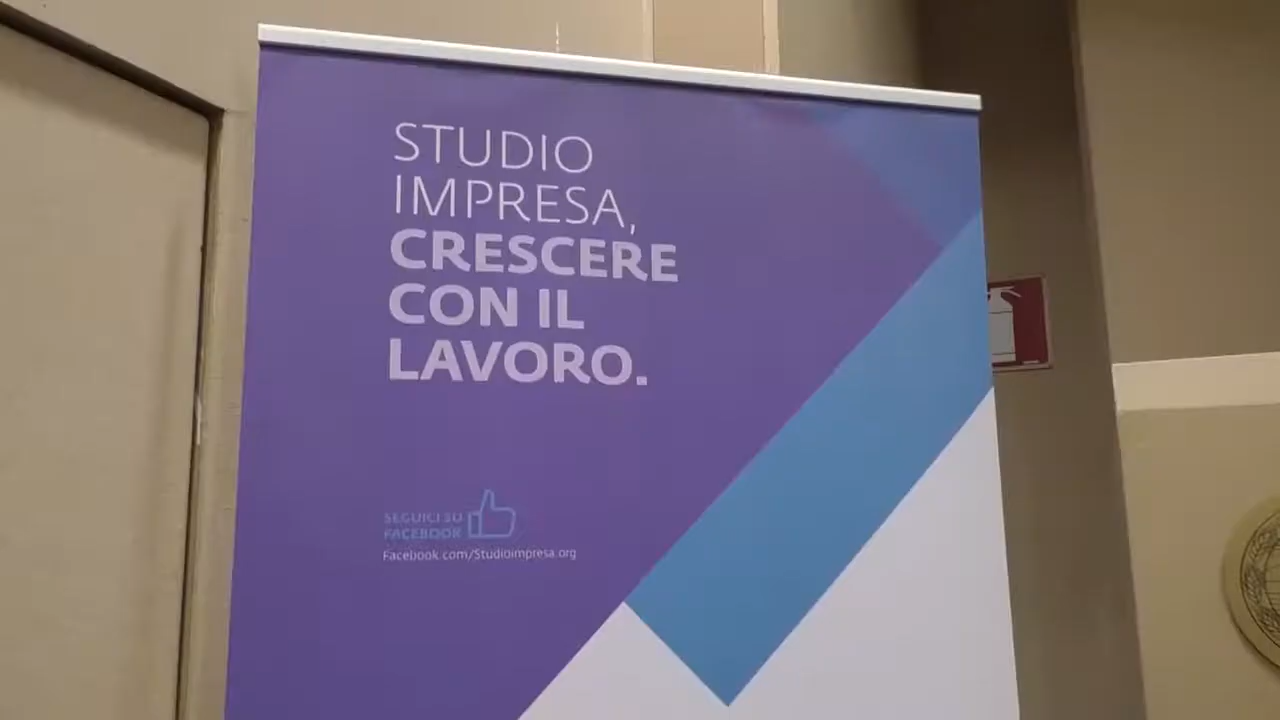 STUDIO
IMPRESA,
CRESCERE
CON IL
LAVORO.
SEGUICI SU
FACEBOOK
Facebook.com/Studioimpresa.org